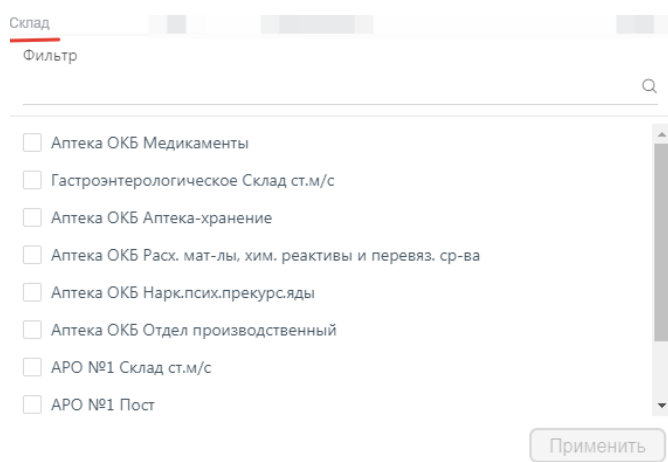 Склад
Фильтр
Аптека ОКБ Медикаменты
Гастроэнтерологическое Склад ст.м/с
Аптека ОКБ Аптека-хранение
Аптека ОКБ Расх. мат-лы, хим. реактивы и перевяз. ср-ва
Аптека ОКБ Нарк.псих.прекурс.яды
Аптека ОКБ Отдел производственный
АРО №1 Склад ст.м/с
АРО №1 Пост
Применить